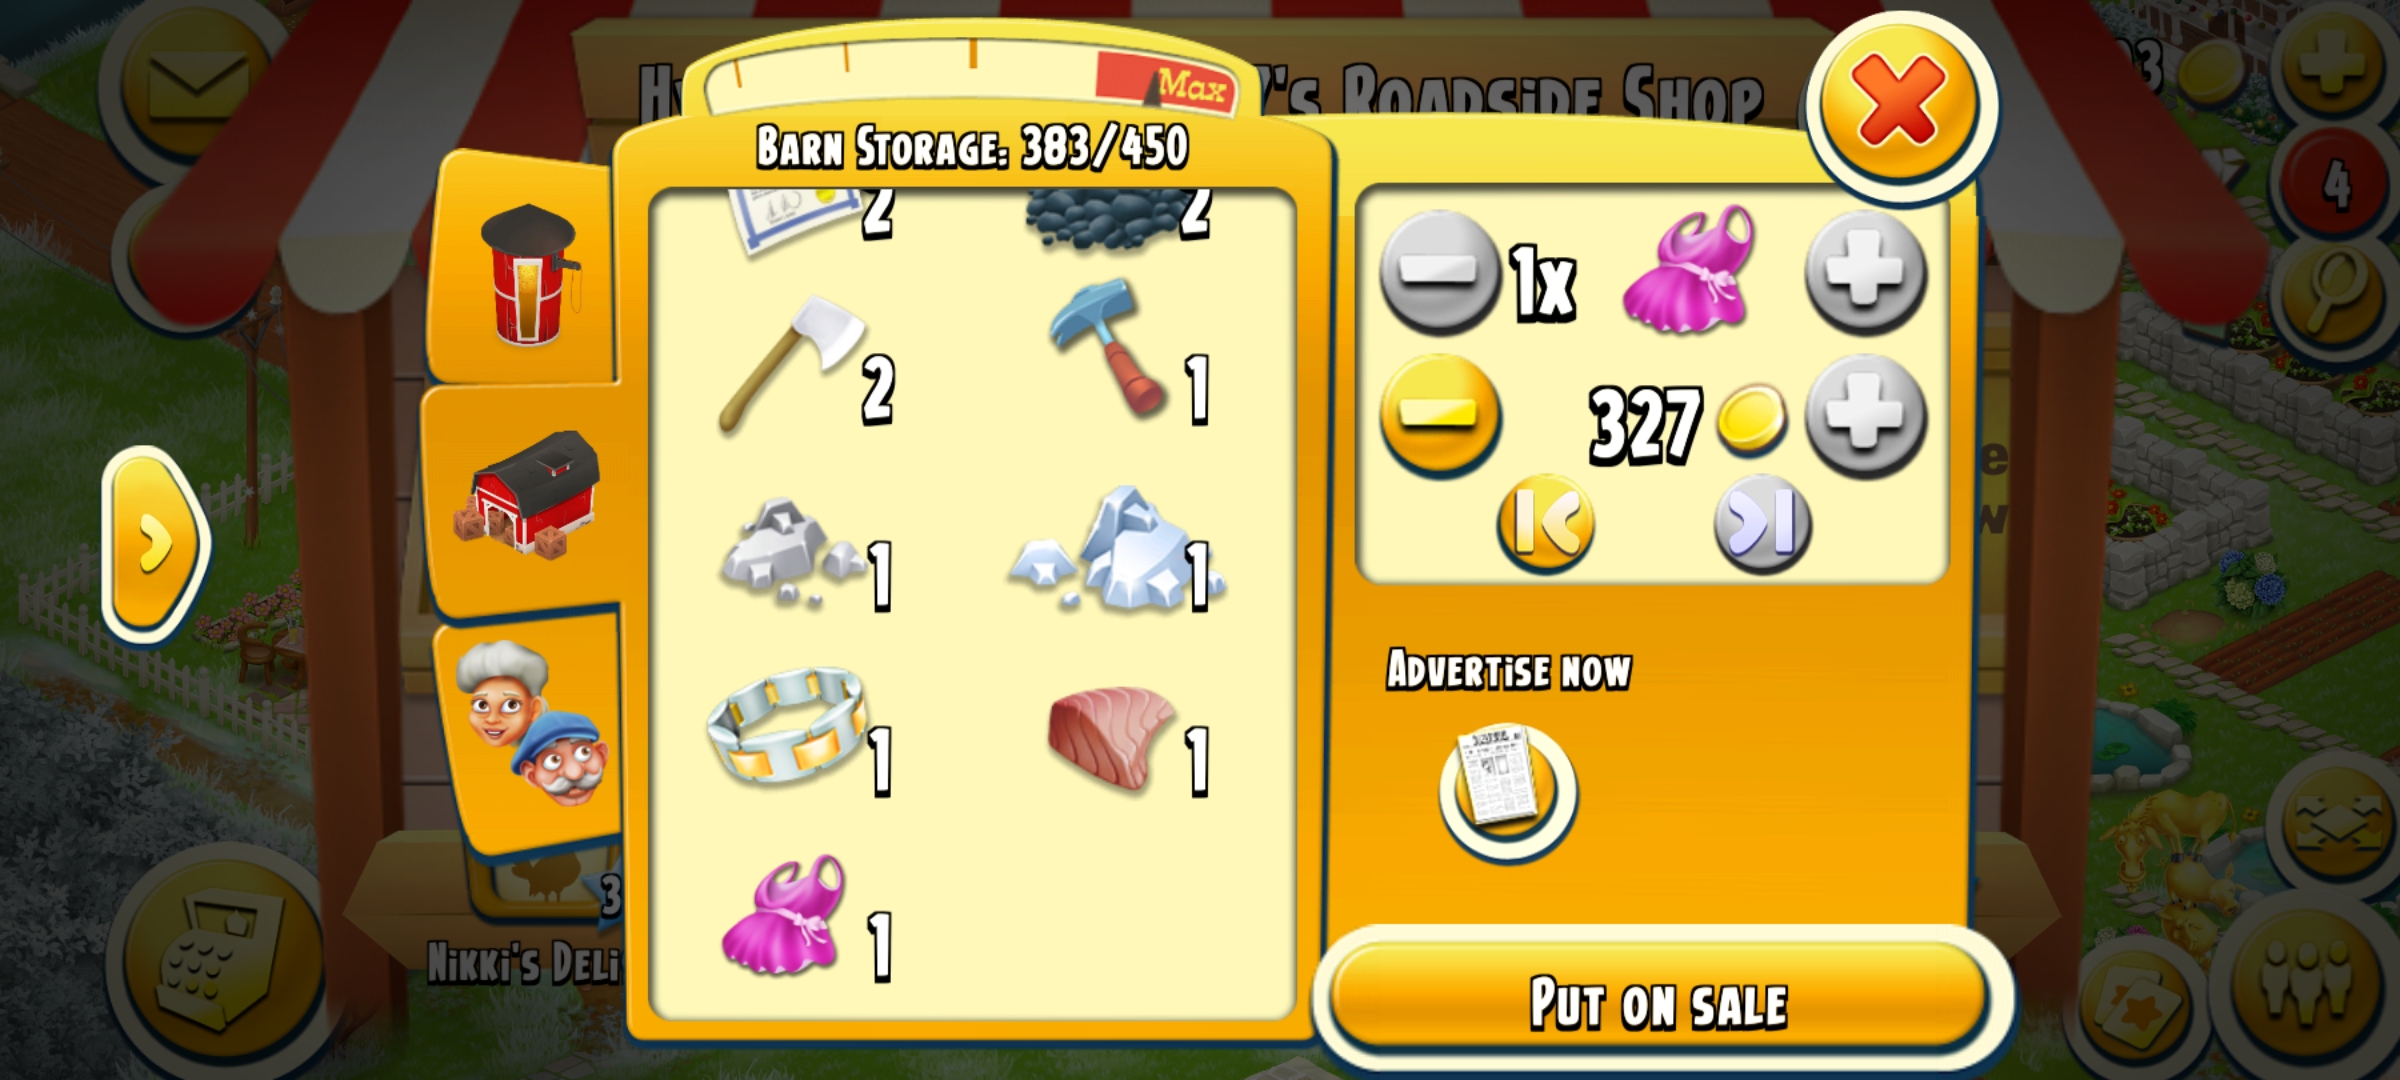 'S ROADSIDE SHOP
Max
BARN STORAGE: 383/450
2
2
1x
2
1
327
1
1
ADVERTISE NOW
1
1
1
PUT ON SALE
NIKKI'S DELI
3
4